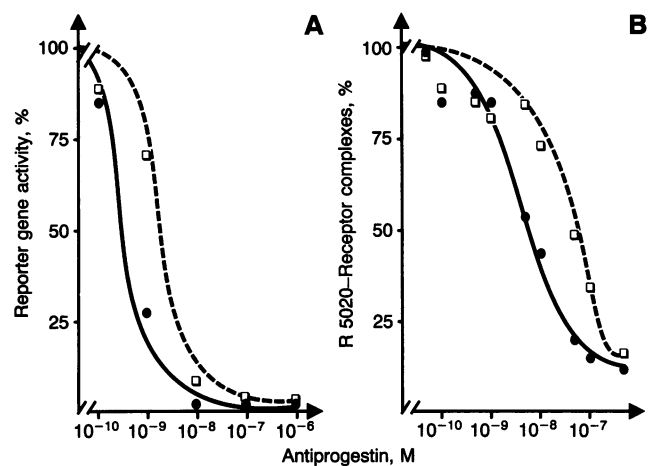 A
B
Reporter gene activity, %
100
75
50
25
10⁻¹⁰ 10⁻⁹ 10⁻⁸ 10⁻⁷ 10⁻⁶
R 5020–Receptor complexes, %
100
75
50
25
10⁻¹⁰ 10⁻⁹ 10⁻⁸ 10⁻⁷
Antiprogestin, M